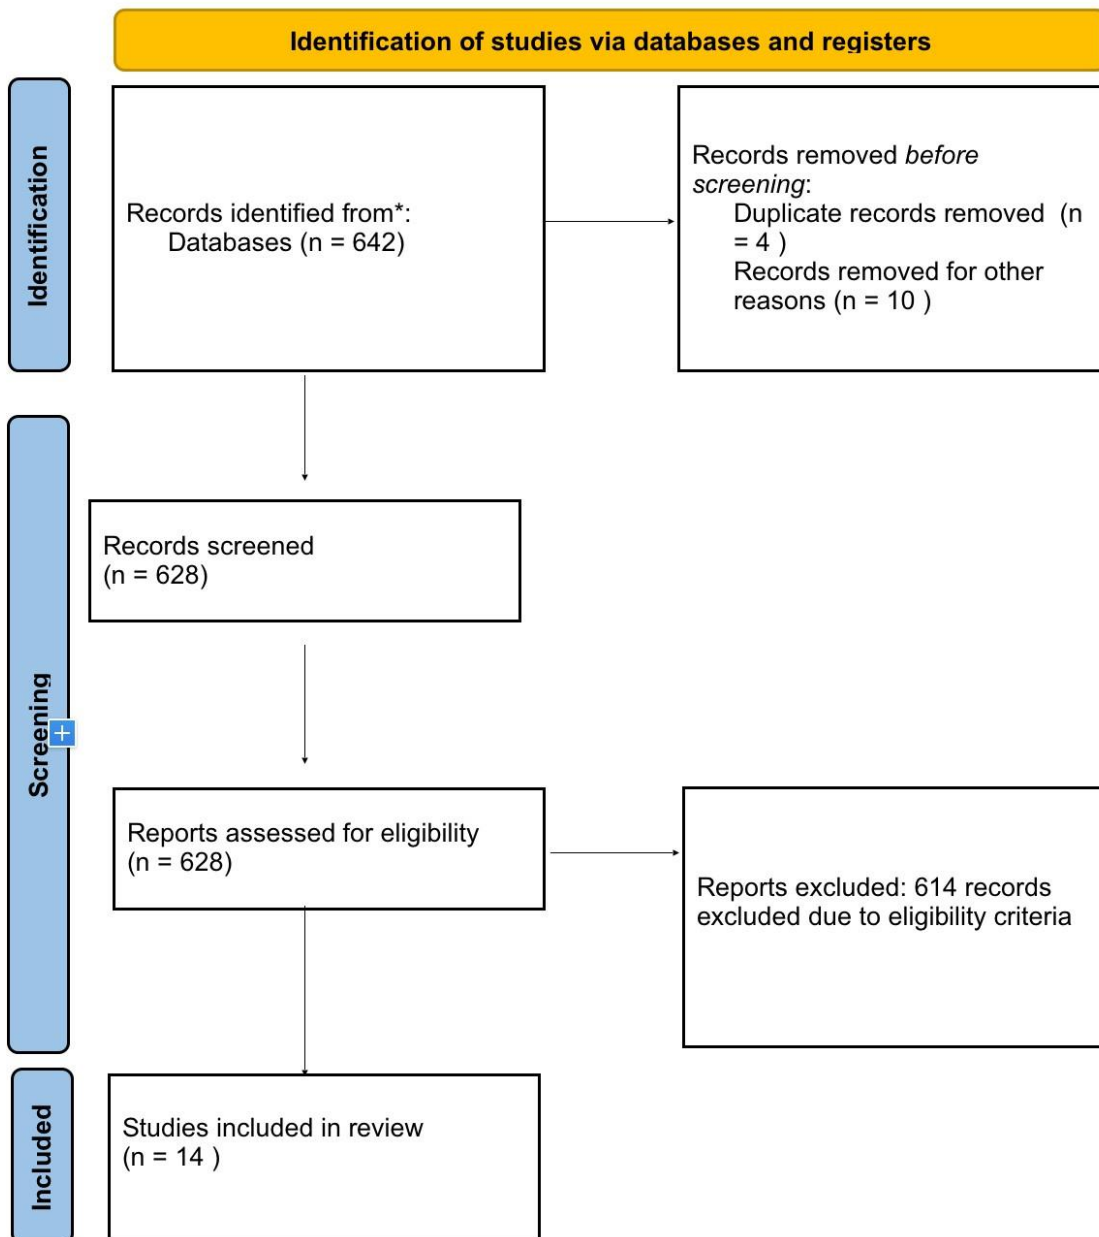 Identification of studies via databases and registers
Identification
Records identified from*:
Databases (n = 642)
Records removed before
screening:
Duplicate records removed  (n
= 4 )
Records removed for other
reasons (n = 10 )
Screening
Records screened
(n = 628)
Reports assessed for eligibility
(n = 628)
Reports excluded: 614 records
excluded due to eligibility criteria
Included
Studies included in review
(n = 14 )